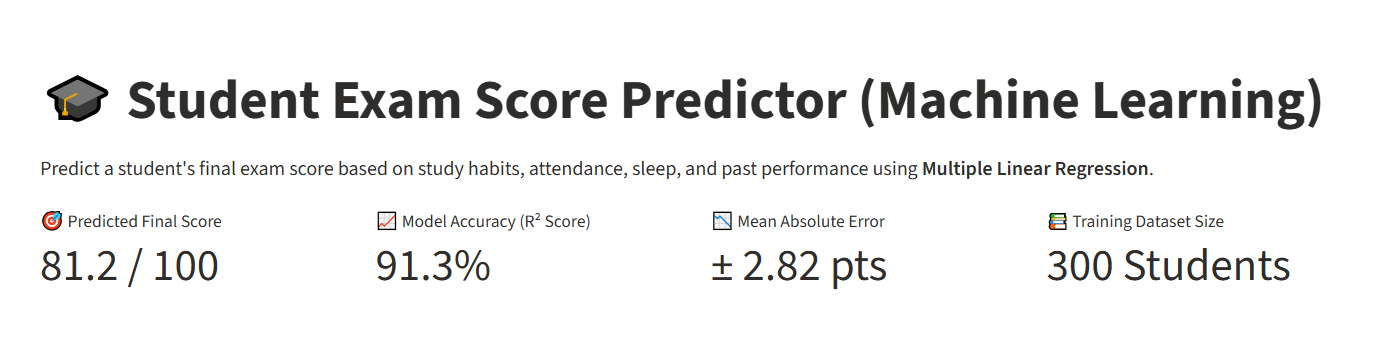 🎓 Student Exam Score Predictor (Machine Learning)
Predict a student's final exam score based on study habits, attendance, sleep, and past performance using Multiple Linear Regression.
🎯 Predicted Final Score
81.2 / 100
📈 Model Accuracy (R² Score)
91.3%
📉 Mean Absolute Error
± 2.82 pts
📚 Training Dataset Size
300 Students